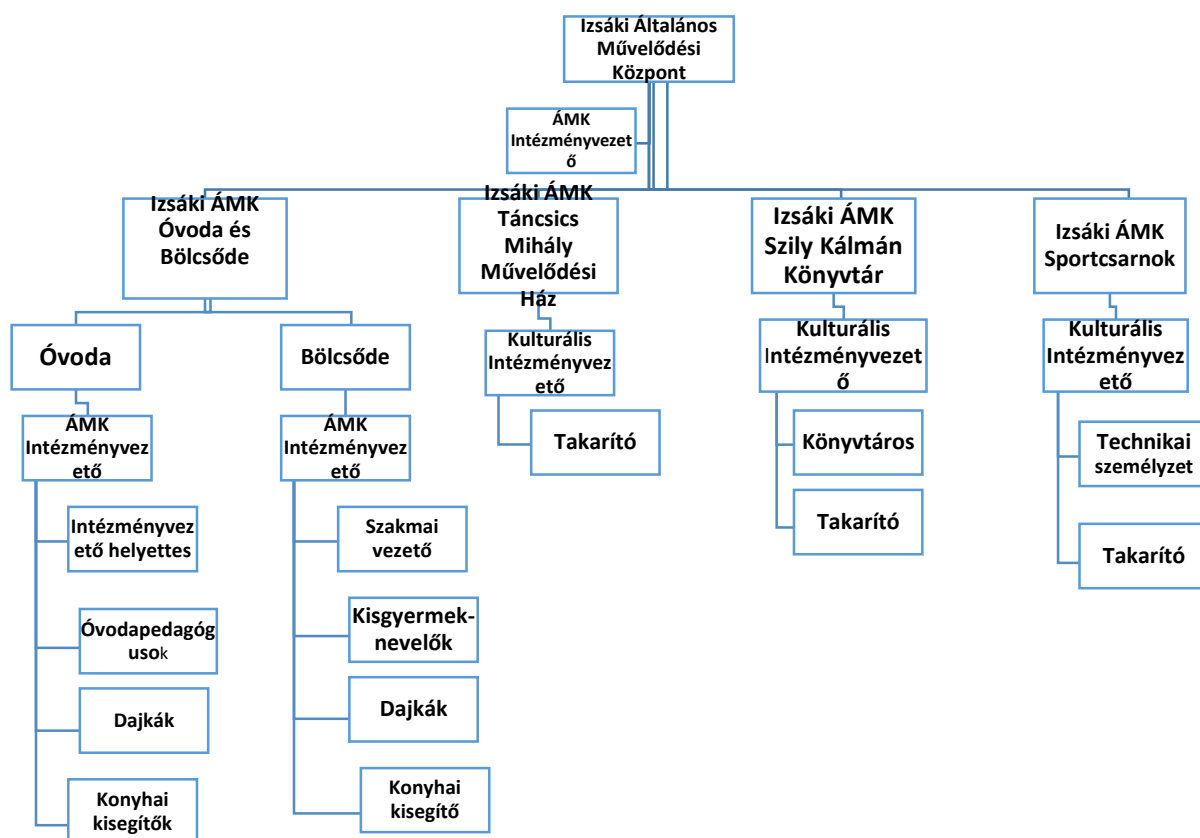 Izsáki Általános
Művelődési
Központ
ÁMK
Intézményvezet
ő
Izsáki ÁMK
Óvoda és
Bölcsőde
Izsáki ÁMK
Táncsics
Mihály
Művelődési
Ház
Izsáki ÁMK
Szily Kálmán
Könyvtár
Izsáki ÁMK
Sportcsarnok
Óvoda
Bölcsőde
Kulturális
Intézményvez
ető
Kulturális
Intézményvezet
ő
Kulturális
Intézményvez
ető
ÁMK
Intézményvez
ető
ÁMK
Intézményvez
ető
Takarító
Könyvtáros
Technikai
személyzet
Intézményvez
ető helyettes
Szakmai
vezető
Takarító
Takarító
Óvodapedagóg
usok
Kisgyermek-
nevelők
Dajkák
Dajkák
Konyhai
kisegítők
Konyhai
kisegítő